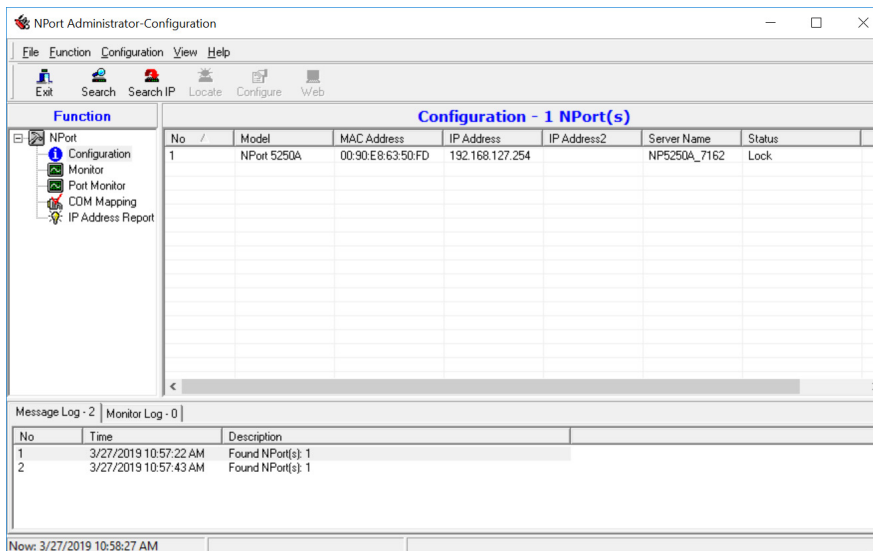 NPort Administrator-Configuration
File Function Configuration View Help
Exit Search Search IP Locate Configure Web
Function
Configuration - 1 NPort(s)
NPort
Configuration
Monitor
Port Monitor
COM Mapping
IP Address Report
No Model MAC Address IP Address IP Address2 Server Name Status
1 NPort 5250A 00:90:E8:63:50:FD 192.168.127.254 NP5250A_7162 Lock
Message Log - 2 Monitor Log - 0
No Time Description
1 3/27/2019 10:57:22 AM Found NPort(s): 1
2 3/27/2019 10:57:43 AM Found NPort(s): 1
Now: 3/27/2019 10:58:27 AM